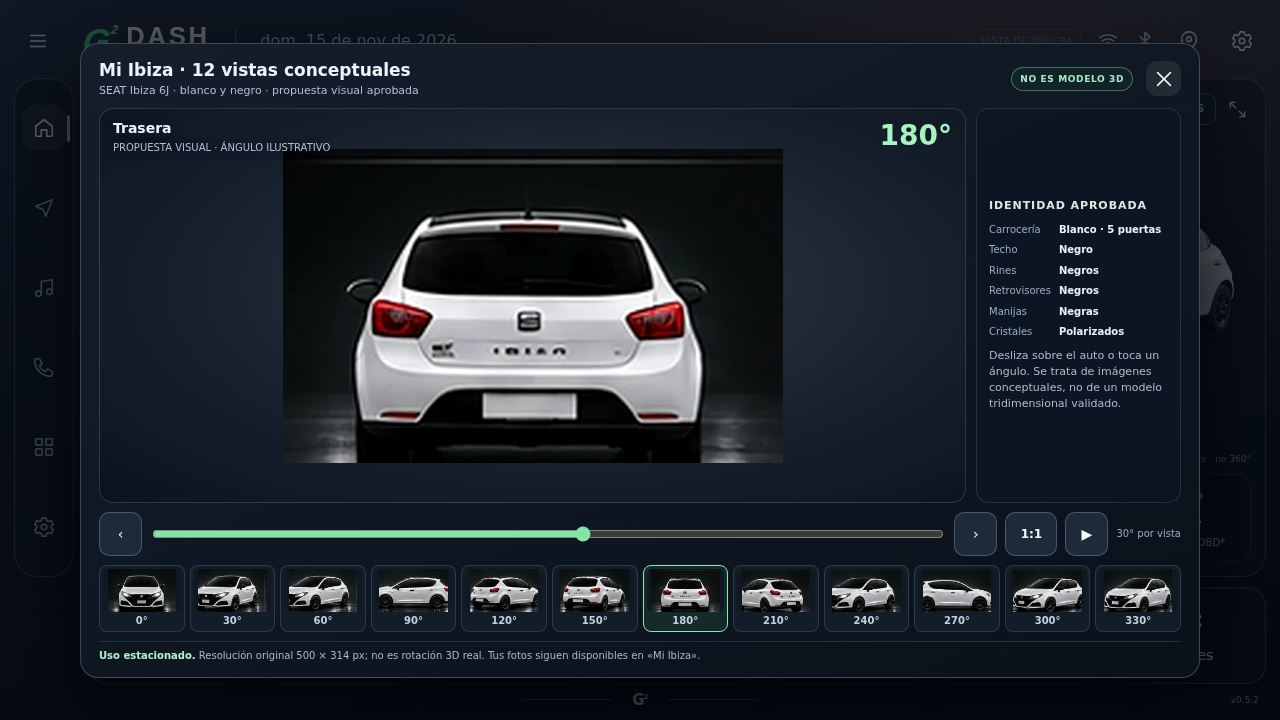 G² DASH
dom, 15 de nov de 2026
VISTA DE PRUEBA
Mi Ibiza · 12 vistas conceptuales
SEAT Ibiza 6J · blanco y negro · propuesta visual aprobada
NO ES MODELO 3D
Trasera
PROPUESTA VISUAL · ÁNGULO ILUSTRATIVO
180°
IDENTIDAD APROBADA
Carrocería Blanco · 5 puertas
Techo Negro
Rines Negros
Retrovisores Negros
Manijas Negras
Cristales Polarizados
Desliza sobre el auto o toca un
ángulo. Se trata de imágenes
conceptuales, no de un modelo
tridimensional validado.
· no 360°
OBD*
‹
›
1:1
▶
30° por vista
0°
30°
60°
90°
120°
150°
180°
210°
240°
270°
300°
330°
Uso estacionado. Resolución original 500 × 314 px; no es rotación 3D real. Tus fotos siguen disponibles en «Mi Ibiza».
G²
v0.5.2